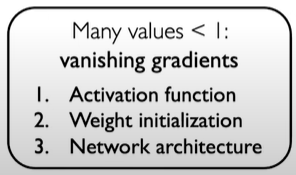 Many values < 1:
vanishing gradients
1. Activation function
2. Weight initialization
3. Network architecture